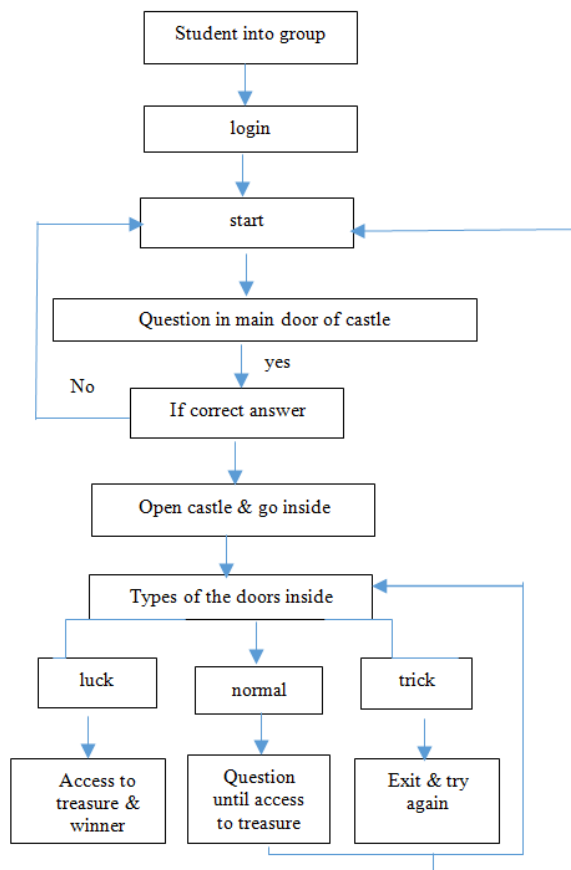 Student into group
login
start
Question in main door of castle
yes
No
If correct answer
Open castle & go inside
Types of the doors inside
luck
normal
trick
Access to
treasure &
winner
Question
until access
to treasure
Exit & try
again